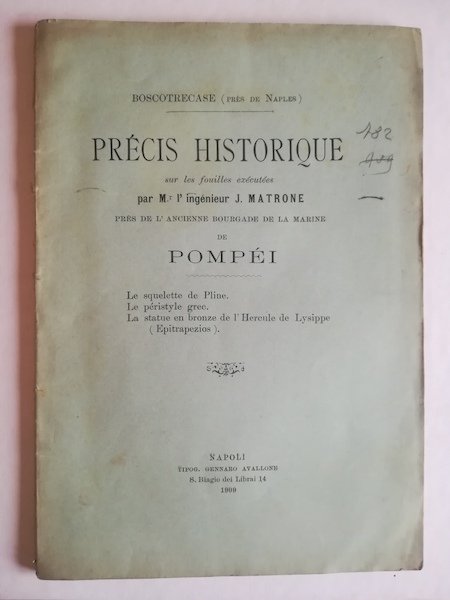 BOSCOTRECASE (PRÈS DE NAPLES)
PRÉCIS HISTORIQUE
sur les fouilles exécutées
par M.r l'ingénieur J. MATRONE
PRÈS DE L'ANCIENNE BOURGADE DE LA MARINE
DE
POMPÉI
Le squelette de Pline.
Le péristyle grec.
La statue en bronze de l'Hercule de Lysippe
(Epitrapezios).
NAPOLI
TIPOG. GENNARO AVALLONE
S. Biagio dei Librai 14
1909
182